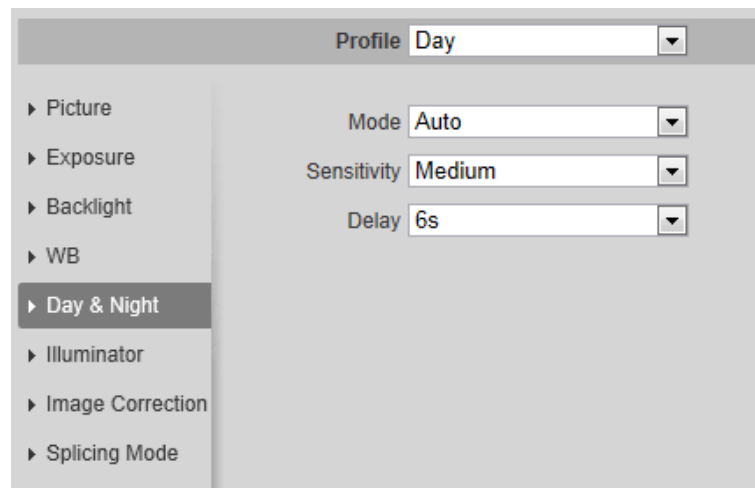 Profile Day
Picture
Mode Auto
Exposure
Sensitivity Medium
Backlight
Delay 6s
WB
Day & Night
Illuminator
Image Correction
Splicing Mode